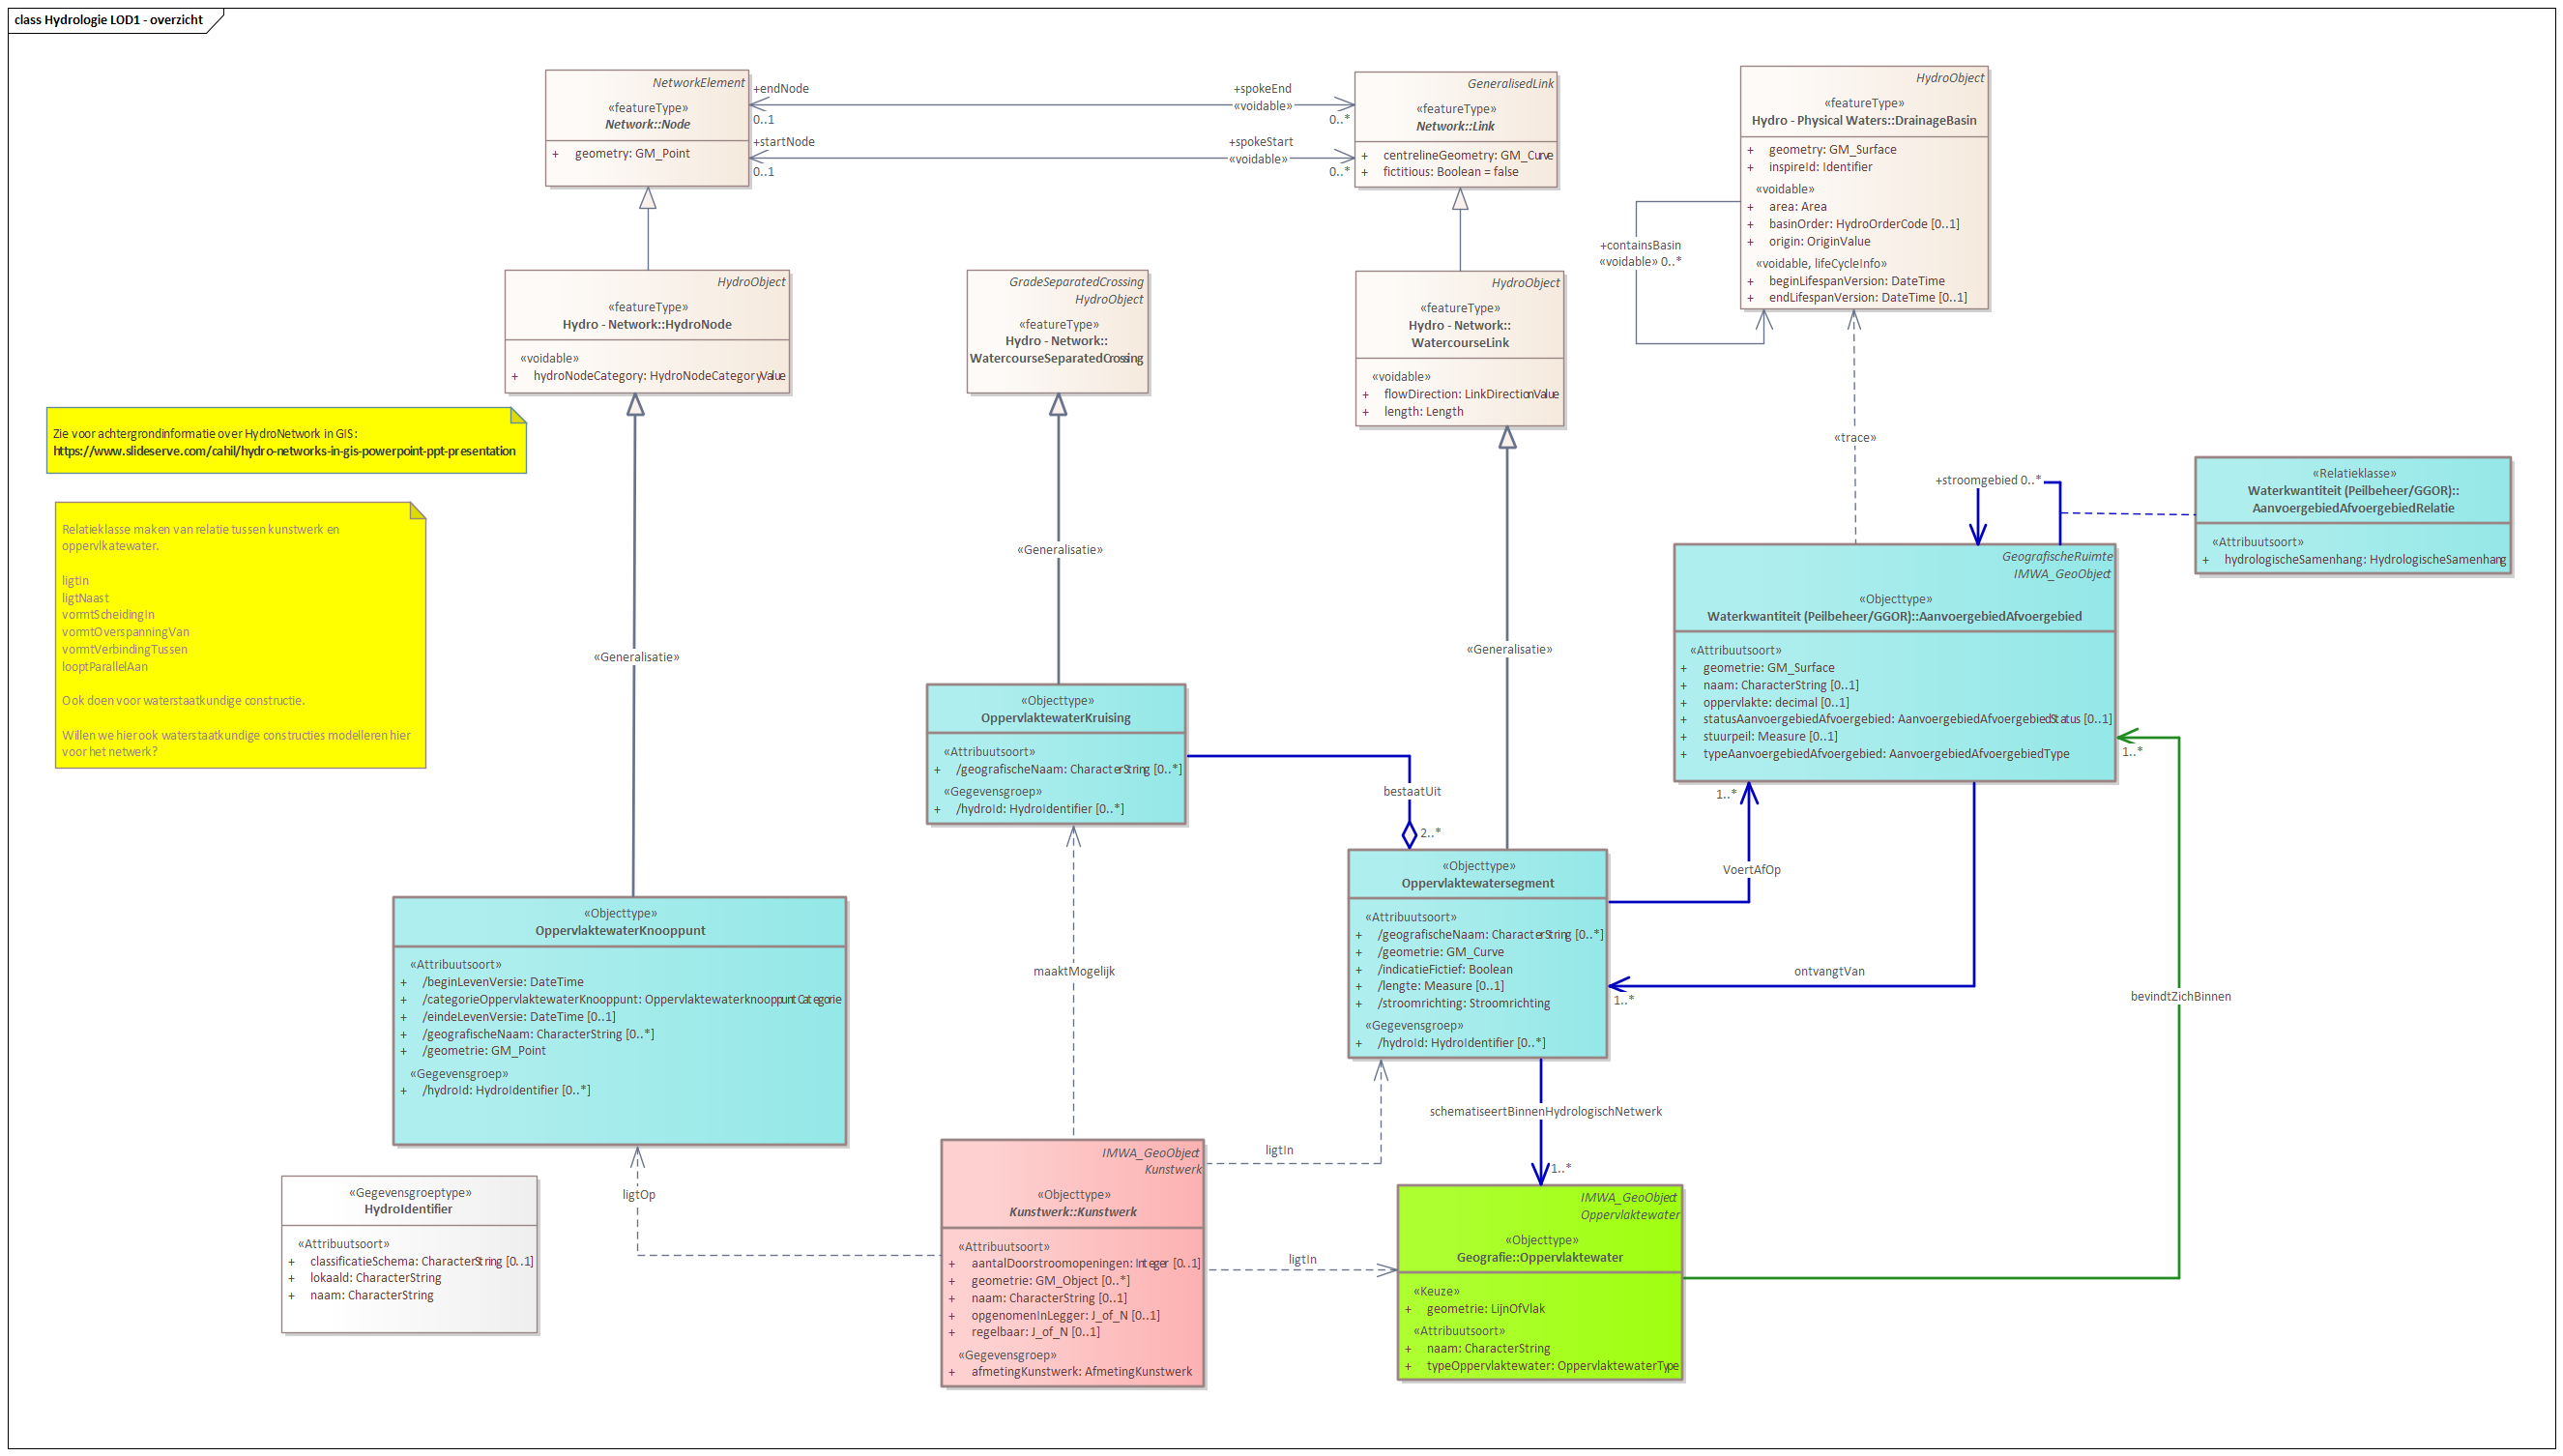 class Hydrologie LOD1 - overzicht
NetworkElement
«featureType»
Network::Node
+ geometry: GM_Point
+endNode
0..1
+startNode
0..1
+spokeEnd
«voidable»
0..*
+spokeStart
«voidable»
0..*
GeneralisedLink
«featureType»
Network::Link
+ centrelineGeometry: GM_Curve
+ fictitious: Boolean = false
HydroObject
«featureType»
Hydro - Physical Waters::DrainageBasin
+ geometry: GM_Surface
+ inspireId: Identifier
«voidable»
+ area: Area
+ basinOrder: HydroOrderCode [0..1]
+ origin: OriginValue
«voidable, lifeCycleInfo»
+ beginLifespanVersion: DateTime
+ endLifespanVersion: DateTime [0..1]
+containsBasin
«voidable» 0..*
HydroObject
«featureType»
Hydro - Network::HydroNode
«voidable»
+ hydroNodeCategory: HydroNodeCategoryValue
GradeSeparatedCrossing
HydroObject
«featureType»
Hydro - Network::
WatercourseSeparatedCrossing
HydroObject
«featureType»
Hydro - Network::
WatercourseLink
«voidable»
+ flowDirection: LinkDirectionValue
+ length: Length
Zie voor achtergrondinformatie over HydroNetwork in GIS:
https://www.slideserve.com/cahil/hydro-networks-in-gis-powerpoint-ppt-presentation
Relatieklasse maken van relatie tussen kunstwerk en
oppervlkatewater.
ligtIn
ligtNaast
vormtScheidingIn
vormtOverspanningVan
vormtVerbindingTussen
looptParallelAan
Ook doen voor waterstaatkundige constructie.
Willen we hier ook waterstaatkundige constructies modelleren hier
voor het netwerk?
«Generalisatie»
«Generalisatie»
«Generalisatie»
«trace»
+stroomgebied 0..*
«Relatieklasse»
Waterkwantiteit (Peilbeheer/GGOR)::
AanvoergebiedAfvoergebiedRelatie
«Attribuutsoort»
+ hydrologischeSamenhang: HydrologischeSamenhang
GeografischeRuimte
IMWA_GeoObject
«Objecttype»
Waterkwantiteit (Peilbeheer/GGOR)::AanvoergebiedAfvoergebied
«Attribuutsoort»
+ geometrie: GM_Surface
+ naam: CharacterString [0..1]
+ oppervlakte: decimal [0..1]
+ statusAanvoergebiedAfvoergebied: AanvoergebiedAfvoergebiedStatus [0..1]
+ stuurpeil: Measure [0..1]
+ typeAanvoergebiedAfvoergebied: AanvoergebiedAfvoergebiedType
1..*
1..*
«Objecttype»
OppervlaktewaterKruising
«Attribuutsoort»
+ /geografischeNaam: CharacterString [0..*]
«Gegevensgroep»
+ /hydroId: HydroIdentifier [0..*]
bestaatUit
2..*
«Objecttype»
Oppervlaktewatersegment
«Attribuutsoort»
+ /geografischeNaam: CharacterString [0..*]
+ /geometrie: GM_Curve
+ /indicatieFictief: Boolean
+ /lengte: Measure [0..1]
+ /stroomrichting: Stroomrichting
«Gegevensgroep»
+ /hydroId: HydroIdentifier [0..*]
VoertAfOp
ontvangtVan
1..*
bevindtZichBinnen
«Objecttype»
OppervlaktewaterKnooppunt
«Attribuutsoort»
+ /beginLevenVersie: DateTime
+ /categorieOppervlaktewaterKnooppunt: OppervlaktewaterknooppuntCategorie
+ /eindeLevenVersie: DateTime [0..1]
+ /geografischeNaam: CharacterString [0..*]
+ /geometrie: GM_Point
«Gegevensgroep»
+ /hydroId: HydroIdentifier [0..*]
maaktMogelijk
schematiseertBinnenHydrologischNetwerk
1..*
ligtIn
ligtOp
ligtIn
«Gegevensgroeptype»
HydroIdentifier
«Attribuutsoort»
+ classificatieSchema: CharacterString [0..1]
+ lokaald: CharacterString
+ naam: CharacterString
IMWA_GeoObject
Kunstwerk
«Objecttype»
Kunstwerk::Kunstwerk
«Attribuutsoort»
+ aantalDoorstroomopeningen: Integer [0..1]
+ geometrie: GM_Object [0..*]
+ naam: CharacterString [0..1]
+ opgenomenInLegger: J_of_N [0..1]
+ regelbaar: J_of_N [0..1]
«Gegevensgroep»
+ afmetingKunstwerk: AfmetingKunstwerk
IMWA_GeoObject
Oppervlaktewater
«Objecttype»
Geografie::Oppervlaktewater
«Keuze»
+ geometrie: LijnOfVlak
«Attribuutsoort»
+ naam: CharacterString
+ typeOppervlaktewater: OppervlaktewaterType